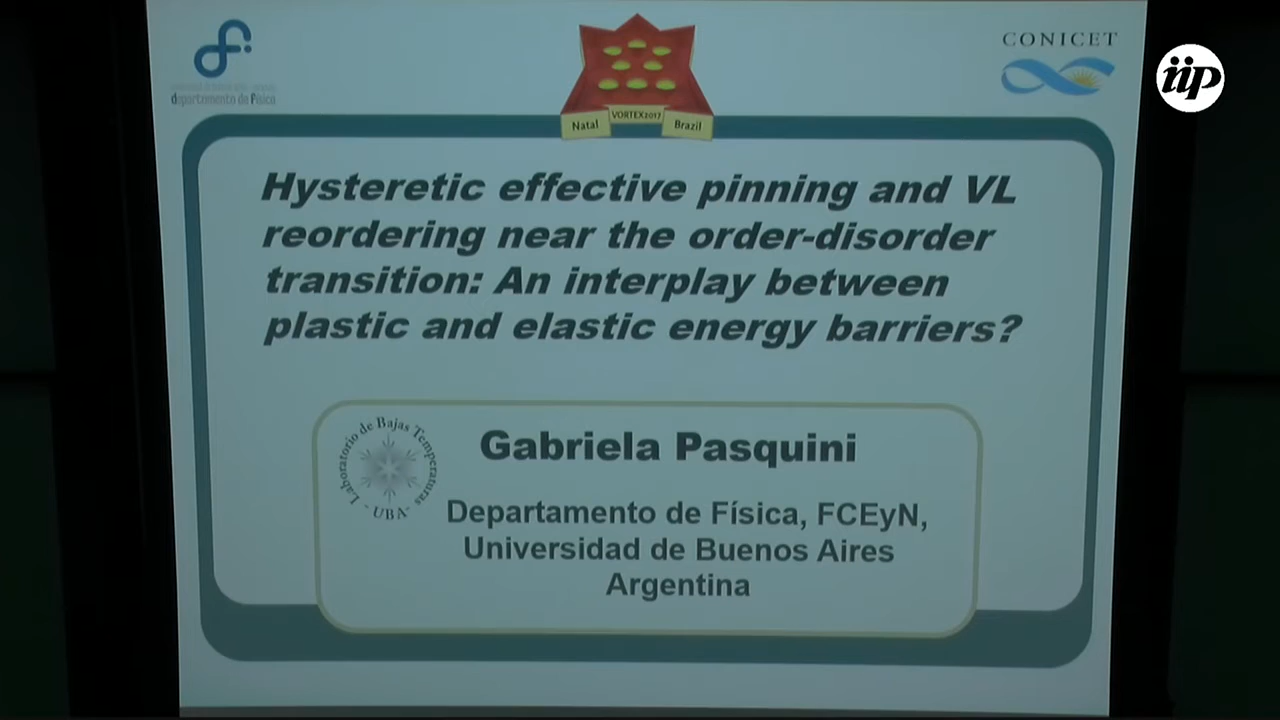 CONICET
iip
departamento de física
VORTEX2017
Natal
Brazil
Hysteretic effective pinning and VL
reordering near the order-disorder
transition: An interplay between
plastic and elastic energy barriers?
Laboratorio de Bajas Temperaturas
- UBA -
Gabriela Pasquini
Departamento de Física, FCEyN,
Universidad de Buenos Aires
Argentina